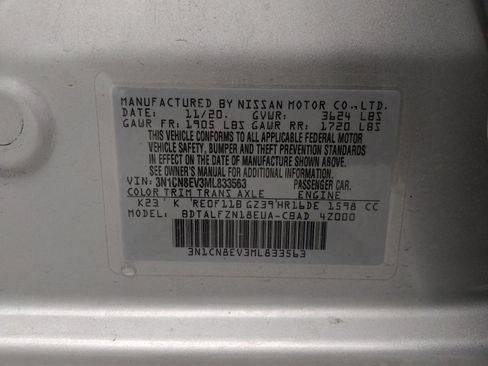 MANUFACTURED BY NISSAN MOTOR CO.,LTD.
DATE 11/20. GVWR: 3624 LBS
GAWR FR: 1905 LBS GAWR RR: 1720 LBS
THIS VEHICLE CONFORMS TO ALL APPLICABLE FEDERAL MOTOR
VEHICLE SAFETY, BUMPER AND THEFT PREVENTION STANDARDS
IN EFFECT ON THE DATE OF MANUFACTURE SHOWN ABOVE.
SEE OWNER'S MANUAL FOR ADDITIONAL INFORMATION.
VIN: 3N1CN8EV3ML833563 PASSENGER CAR.
COLOR TRIM TRANS AXLE ENGINE
K23 K RE0F11B GZ39 HR16DE 1598 CC
MODEL: BDTALFZN18EUA-CBAD 4Z000
3N1CN8EV3ML833563